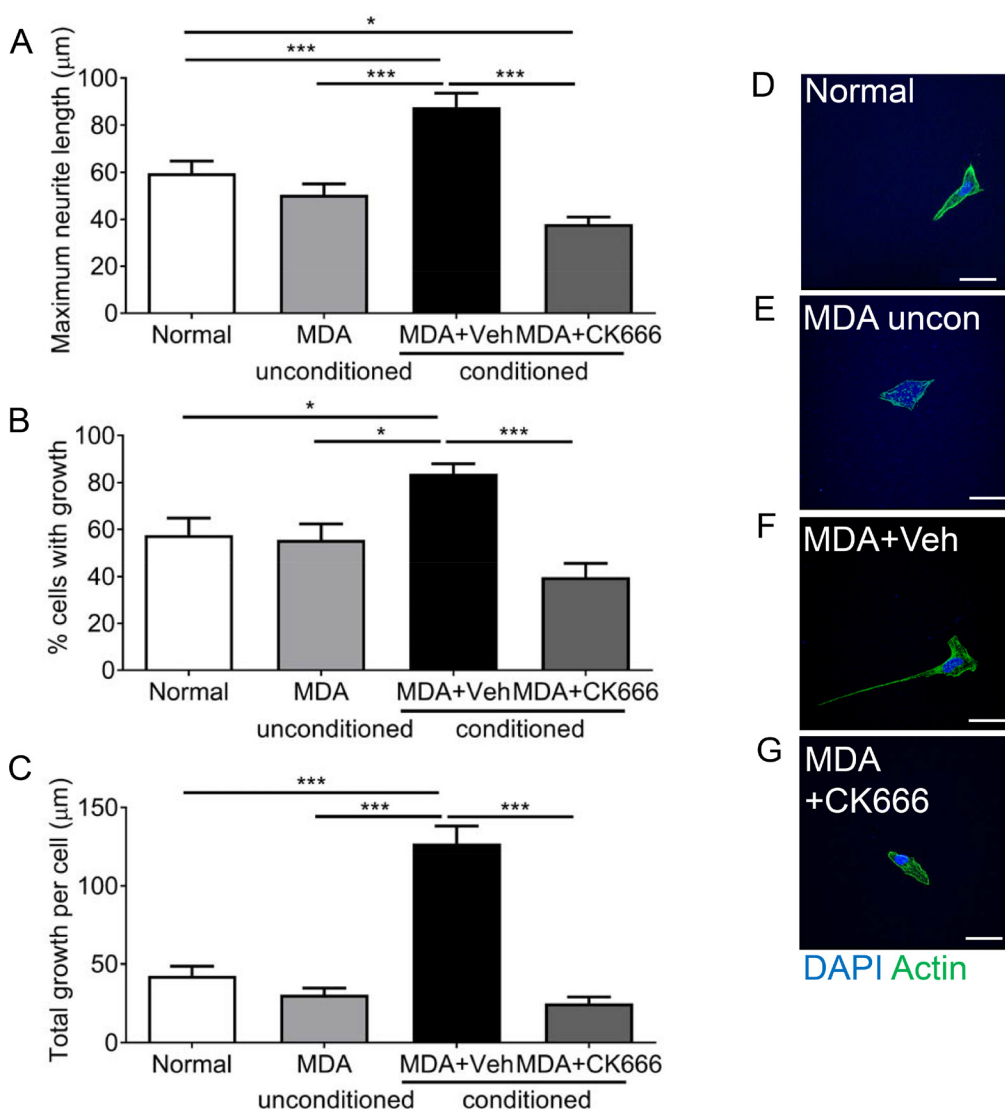 A
Maximum neurite length (μm)
*
***
*** ***
100
80
60
40
20
0
Normal MDA MDA+Veh MDA+CK666
unconditioned conditioned
B
% cells with growth
*
* ***
100
80
60
40
20
0
Normal MDA MDA+Veh MDA+CK666
unconditioned conditioned
C
Total growth per cell (μm)
***
*** ***
150
100
50
0
Normal MDA MDA+Veh MDA+CK666
unconditioned conditioned
D
Normal
E
MDA uncon
F
MDA+Veh
G
MDA
+CK666
DAPI Actin